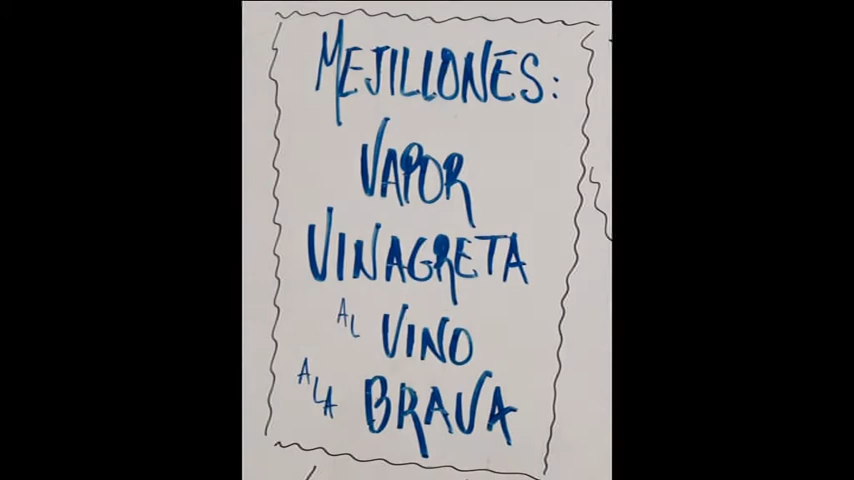 MEJILLONES:
VAPOR
VINAGRETA
AL VINO
A LA BRAVA